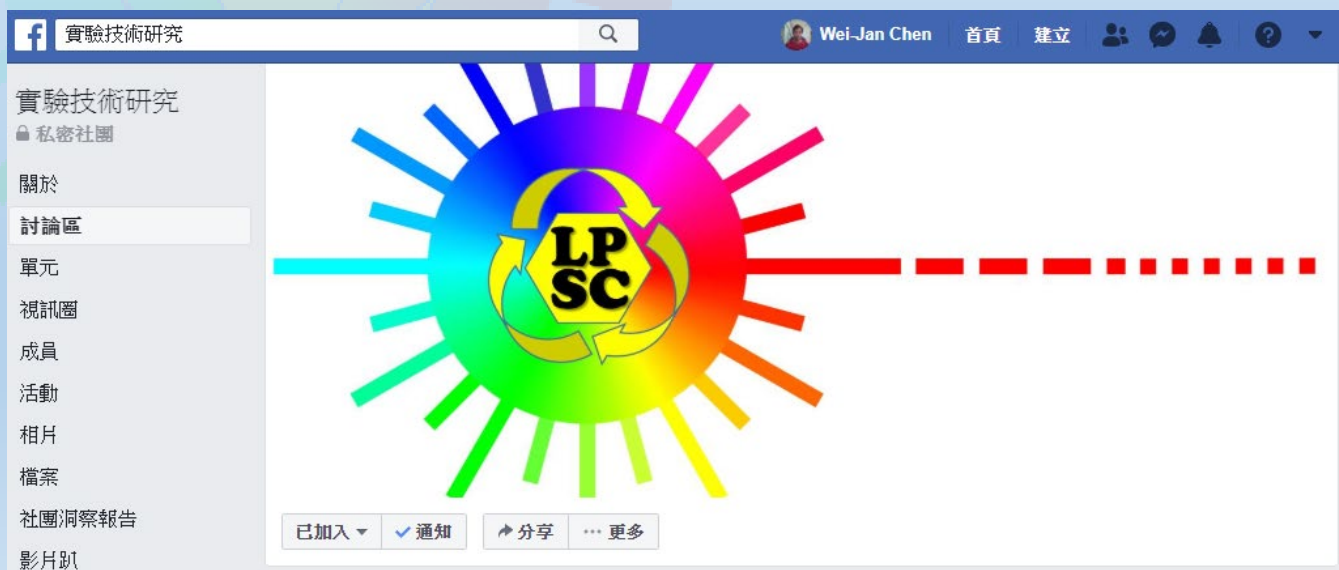 實驗技術研究
Wei-Jan Chen 首頁 建立
實驗技術研究
私密社團
關於
討論區
單元
視訊圈
成員
活動
相片
檔案
社團洞察報告
影片趴
LP
SC
已加入 通知 分享 更多